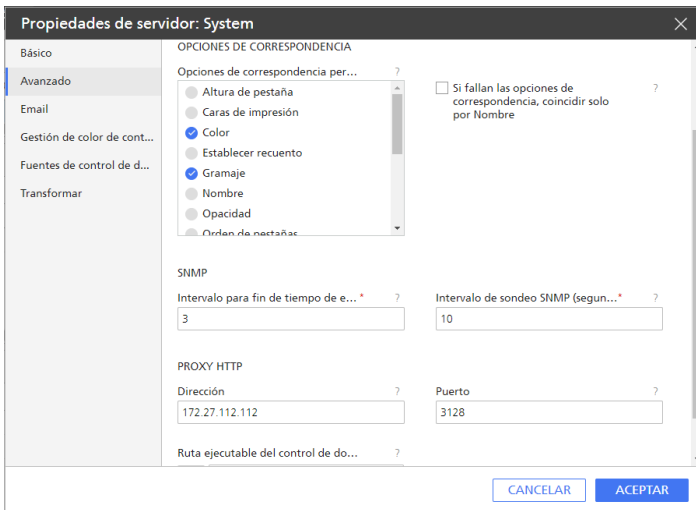 Propiedades de servidor: System
Básico
Avanzado
Email
Gestión de color de cont...
Fuentes de control de d...
Transformar
OPCIONES DE CORRESPONDENCIA
Opciones de correspondencia per... ?
Altura de pestaña
Caras de impresión
Color
Establecer recuento
Gramaje
Nombre
Opacidad
Orden de pestañas
Si fallan las opciones de ?
correspondencia, coincidir solo
por Nombre
SNMP
Intervalo para fin de tiempo de e... * ?
3
Intervalo de sondeo SNMP (segun... * ?
10
PROXY HTTP
Dirección ?
172.27.112.112
Puerto ?
3128
Ruta ejecutable del control de do... ?
CANCELAR
ACEPTAR